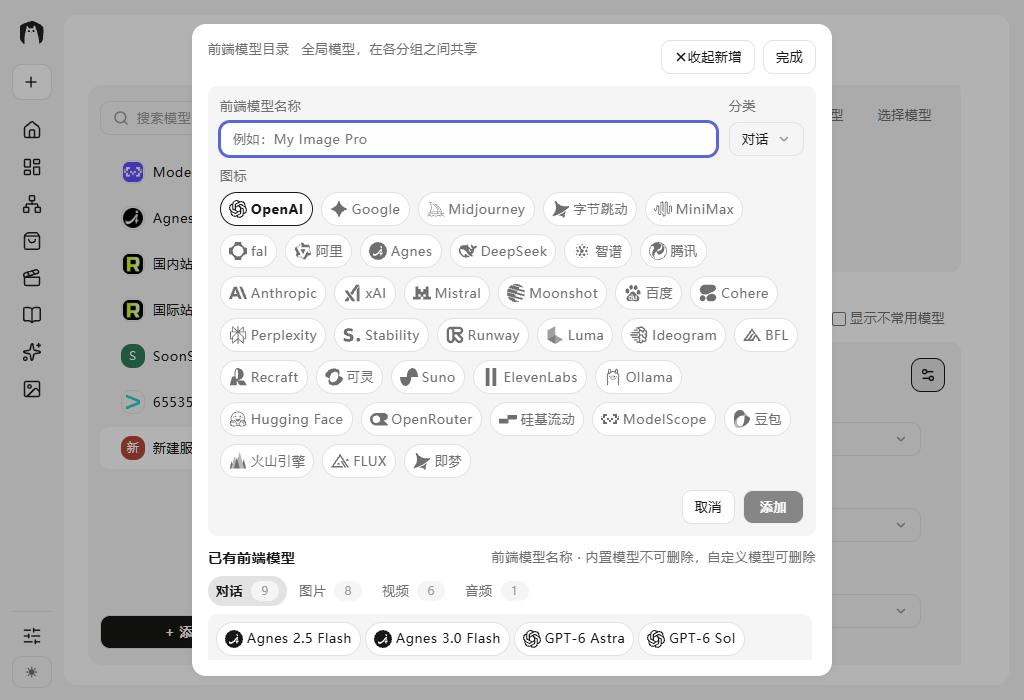 前端模型目录 全局模型，在各分组之间共享
✕收起新增 完成
前端模型名称 分类
例如：My Image Pro 对话
图标
OpenAI Google Midjourney 字节跳动 MiniMax
fal 阿里 Agnes DeepSeek 智谱 腾讯
Anthropic xAI Mistral Moonshot 百度 Cohere
Perplexity Stability Runway Luma Ideogram BFL
Recraft 可灵 Suno ElevenLabs Ollama
Hugging Face OpenRouter 硅基流动 ModelScope 豆包
火山引擎 FLUX 即梦
取消 添加
已有前端模型 前端模型名称 · 内置模型不可删除，自定义模型可删除
对话 9 图片 8 视频 6 音频 1
Agnes 2.5 Flash Agnes 3.0 Flash GPT-6 Astra GPT-6 Sol
搜索模型
Mode
Agnes
R 国内站
R 国际站
S SoonS
65535
新 新建服
+ 添
型 选择模型
显示不常用模型